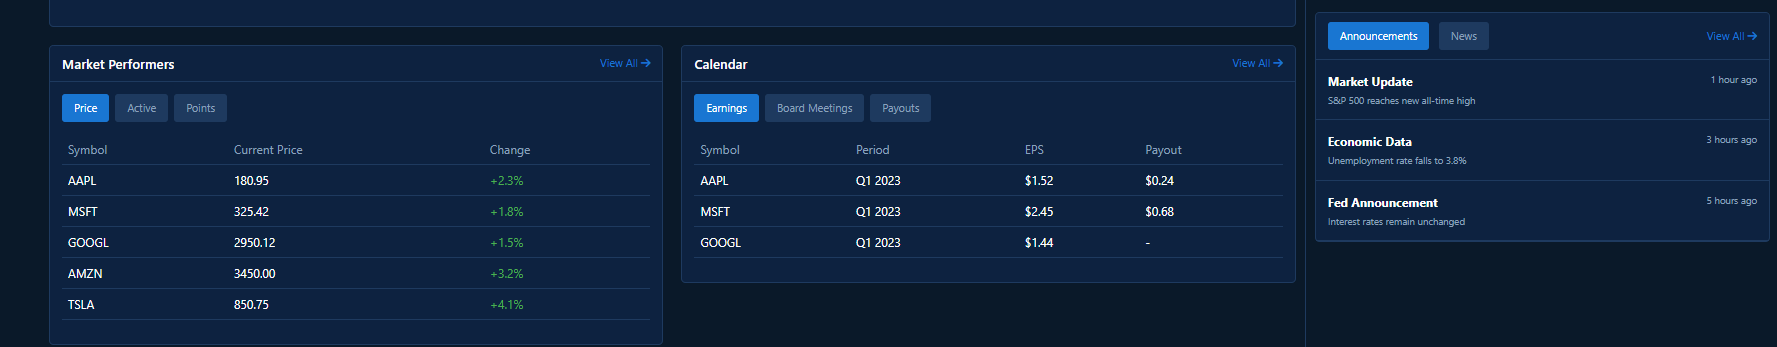 Market Performers
View All →
Price Active Points
Symbol Current Price Change
AAPL 180.95 +2.3%
MSFT 325.42 +1.8%
GOOGL 2950.12 +1.5%
AMZN 3450.00 +3.2%
TSLA 850.75 +4.1%
Calendar
View All →
Earnings Board Meetings Payouts
Symbol Period EPS Payout
AAPL Q1 2023 $1.52 $0.24
MSFT Q1 2023 $2.45 $0.68
GOOGL Q1 2023 $1.44 -
Announcements News View All →
Market Update 1 hour ago
S&P 500 reaches new all-time high
Economic Data 3 hours ago
Unemployment rate falls to 3.8%
Fed Announcement 5 hours ago
Interest rates remain unchanged